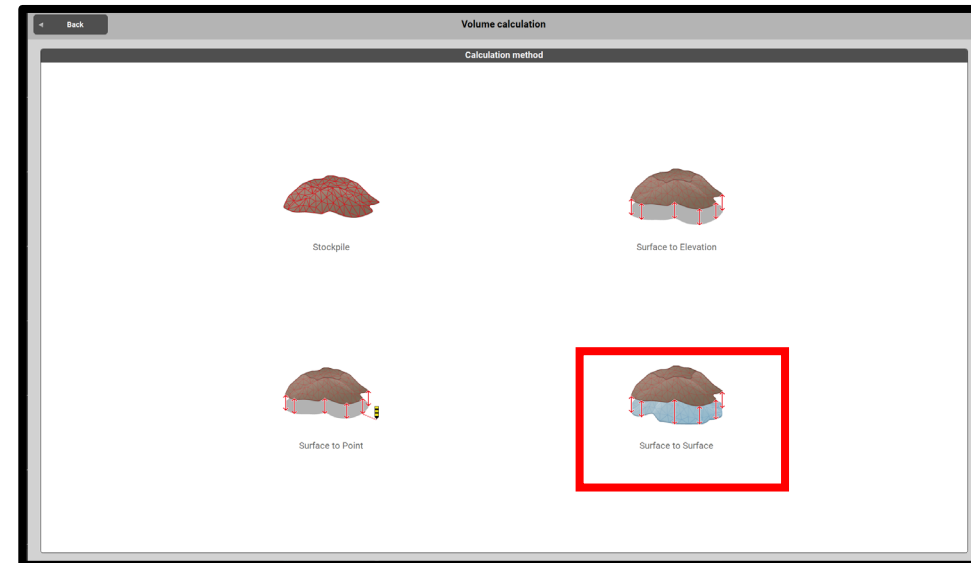 Back
Volume calculation
Calculation method
Stockpile
Surface to Elevation
Surface to Point
Surface to Surface